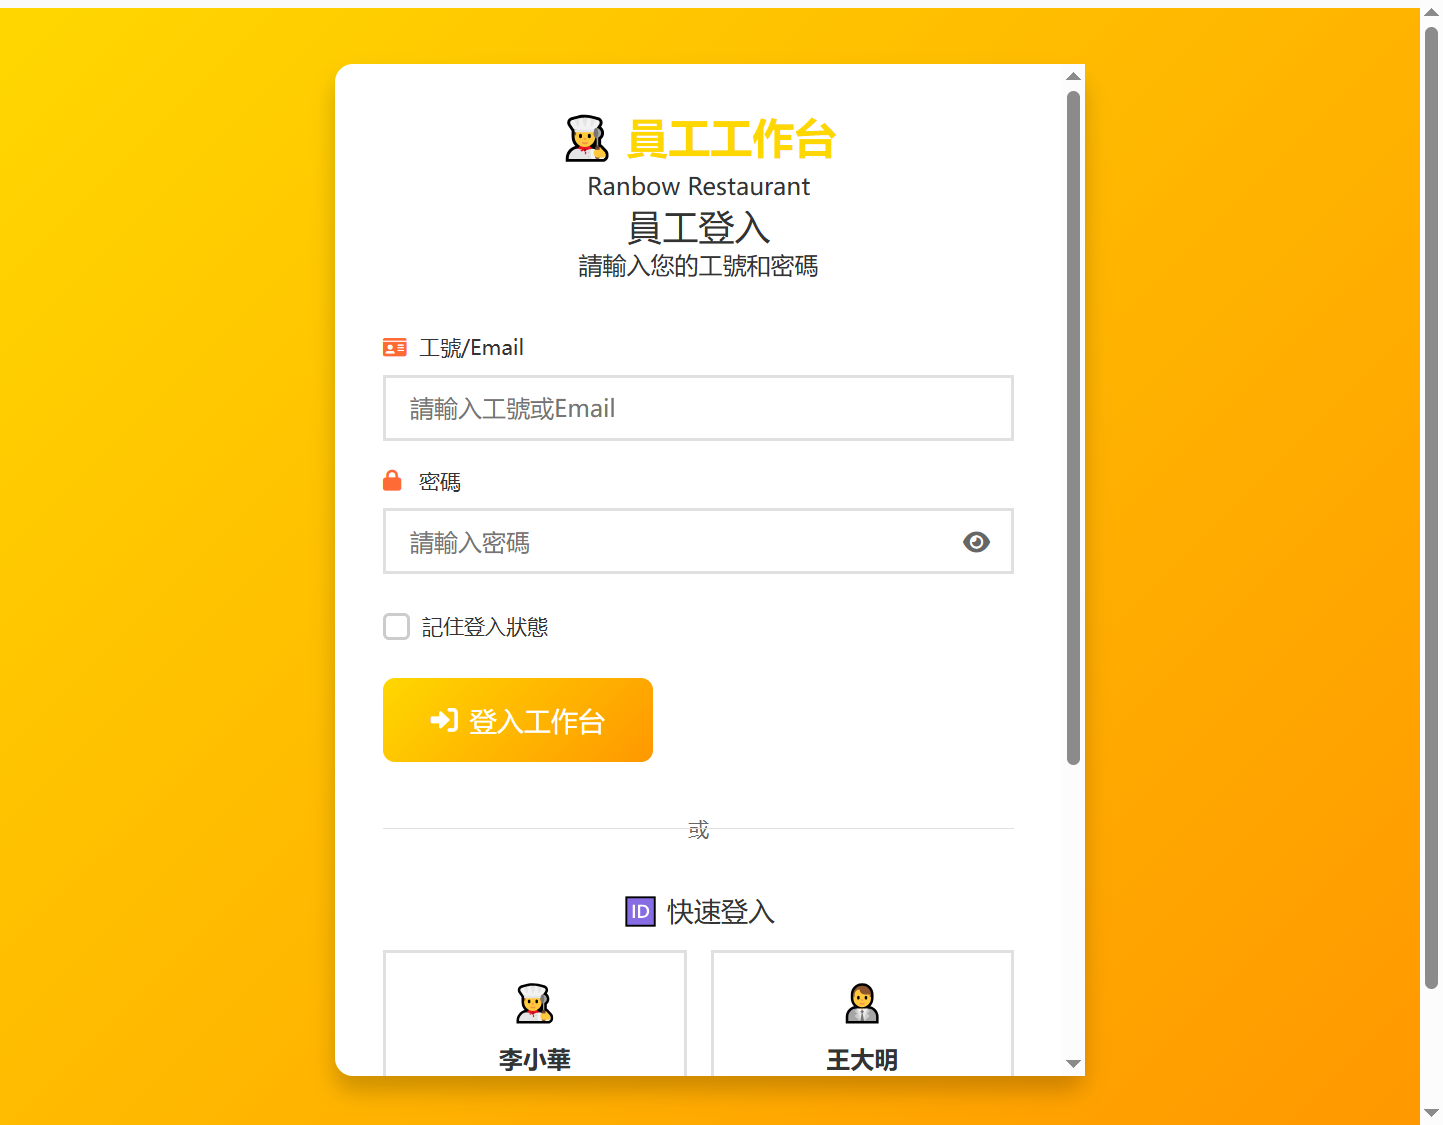 員工工作台
Ranbow Restaurant
員工登入
請輸入您的工號和密碼
工號/Email
請輸入工號或Email
密碼
請輸入密碼
記住登入狀態
登入工作台
或
ID 快速登入
李小華 王大明